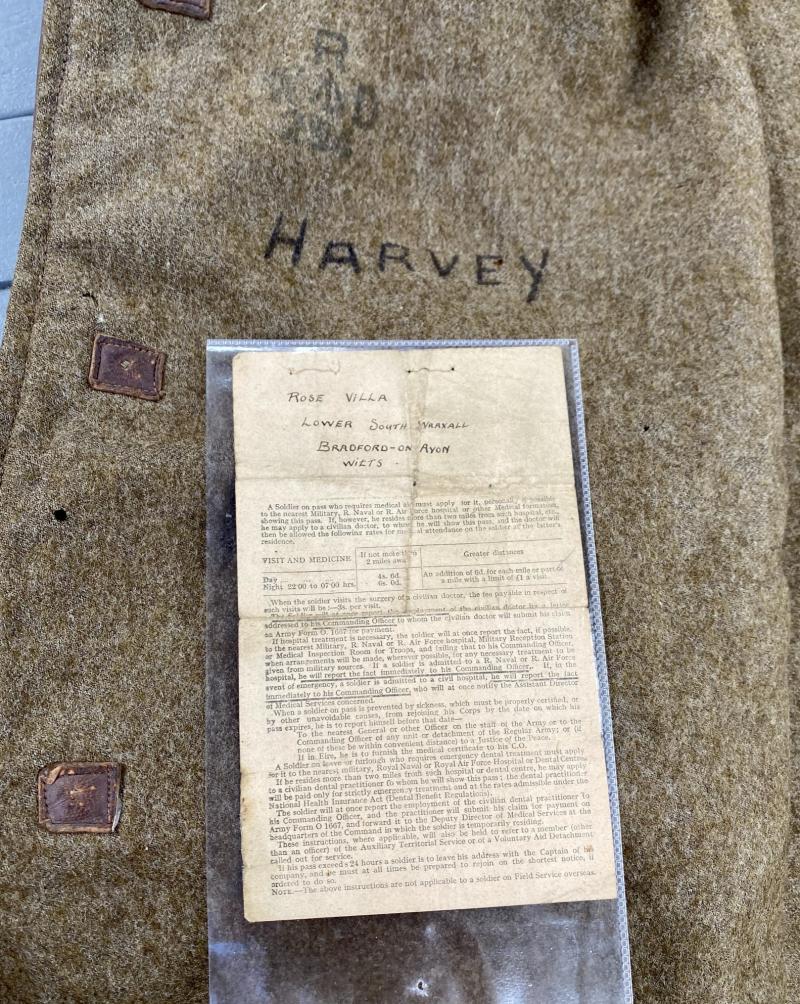 HARVEY
ROSE VILLA
LOWER SOUTH WRAXALL
BRADFORD-ON AVON
WILTS -
A Soldier on pass who requires medical must apply for it, personally if possible
to the nearest Military, R. Naval or R. Air Force hospital or other Medical formation,
showing this pass. If, however, he resides more than two miles from such hospital, etc.,
he may apply to a civilian doctor, to whom he will show this pass, and the doctor will
then be allowed the following rates for medical attendance on the soldier at the latter's
residence.
VISIT AND MEDICINE
If not more than
2 miles away
Greater distances
Day
Night 22·00 to 07·00 hrs.
4s. 6d.
6s. 0d.
An addition of 6d. for each mile or part of
a mile with a limit of £1 a visit.
When the soldier visits the surgery of a civilian doctor, the fee payable in respect of
such visits will be :—3s. per visit.
The Soldier will at once report the employment of the civilian doctor by a letter
addressed to his Commanding Officer to whom the civilian doctor will submit his claim
on Army Form O. 1667 for payment.
If hospital treatment is necessary, the soldier will at once report the fact, if possible,
to the nearest Military, R. Naval or R. Air Force hospital, Military Reception Station
or Medical Inspection Room for Troops, and failing that to his Commanding Officer,
when arrangements will be made, wherever possible, for any necessary treatment to be
given from military sources. If a soldier is admitted to a R. Naval or R. Air Force
hospital, he will report the fact immediately to his Commanding Officer. If, in the
event of emergency, a soldier is admitted to a civil hospital, he will report the fact
immediately to his Commanding Officer, who will at once notify the Assistant Director
of Medical Services concerned.
When a soldier on pass is prevented by sickness, which must be properly certified, or
by other unavoidable causes, from rejoining his Corps by the date on which his
pass expires, he is to report himself before that date—
To the nearest General or other Officer on the staff of the Army or to the
Commanding Officer of any unit or detachment of the Regular Army; or (if
none of these be within convenient distance) to a Justice of the Peace.
If in Eire, he is to furnish the medical certificate to his C.O.
A Soldier on leave or furlough who requires emergency dental treatment must apply
for it to the nearest military, Royal Naval or Royal Air Force Hospital or Dental Centre.
If he resides more than two miles from such hospital or dental centre, he may apply
to a civilian dental practitioner to whom he will show this pass; the dental practitioner
will be paid only for strictly emergency treatment and at the rates admissible under the
National Health Insurance Act (Dental Benefit Regulations).
The soldier will at once report the employment of the civilian dental practitioner to
his Commanding Officer, and the practitioner will submit his claim for payment on
Army Form O 1667, and forward it to the Deputy Director of Medical Services at the
headquarters of the Command in which the soldier is temporarily residing.
These instructions, where applicable, will also be held to refer to a member (other
than an officer) of the Auxiliary Territorial Service or of a Voluntary Aid Detachment
called out for service.
If his pass exceeds 24 hours a soldier is to leave his address with the Captain of his
company, and he must at all times be prepared to rejoin on the shortest notice, if
ordered to do so.
NOTE.—The above instructions are not applicable to a soldier on Field Service overseas.